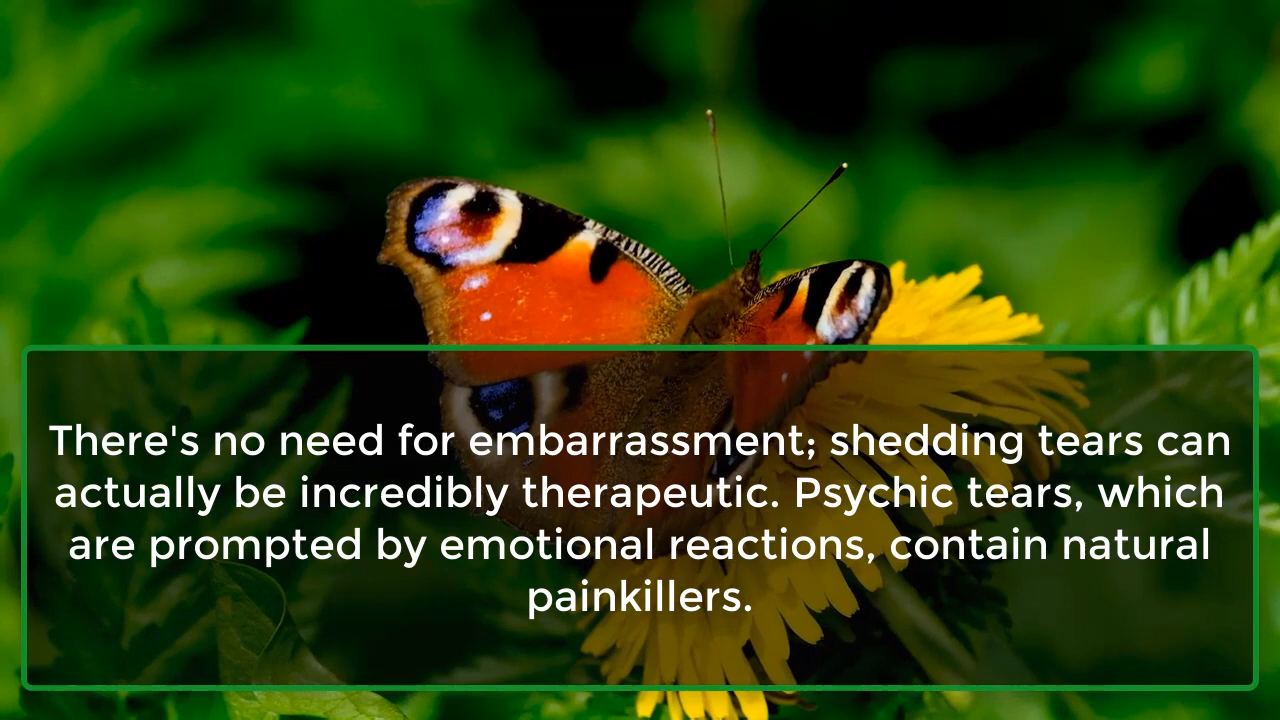 There's no need for embarrassment; shedding tears can
actually be incredibly therapeutic. Psychic tears, which
are prompted by emotional reactions, contain natural
painkillers.